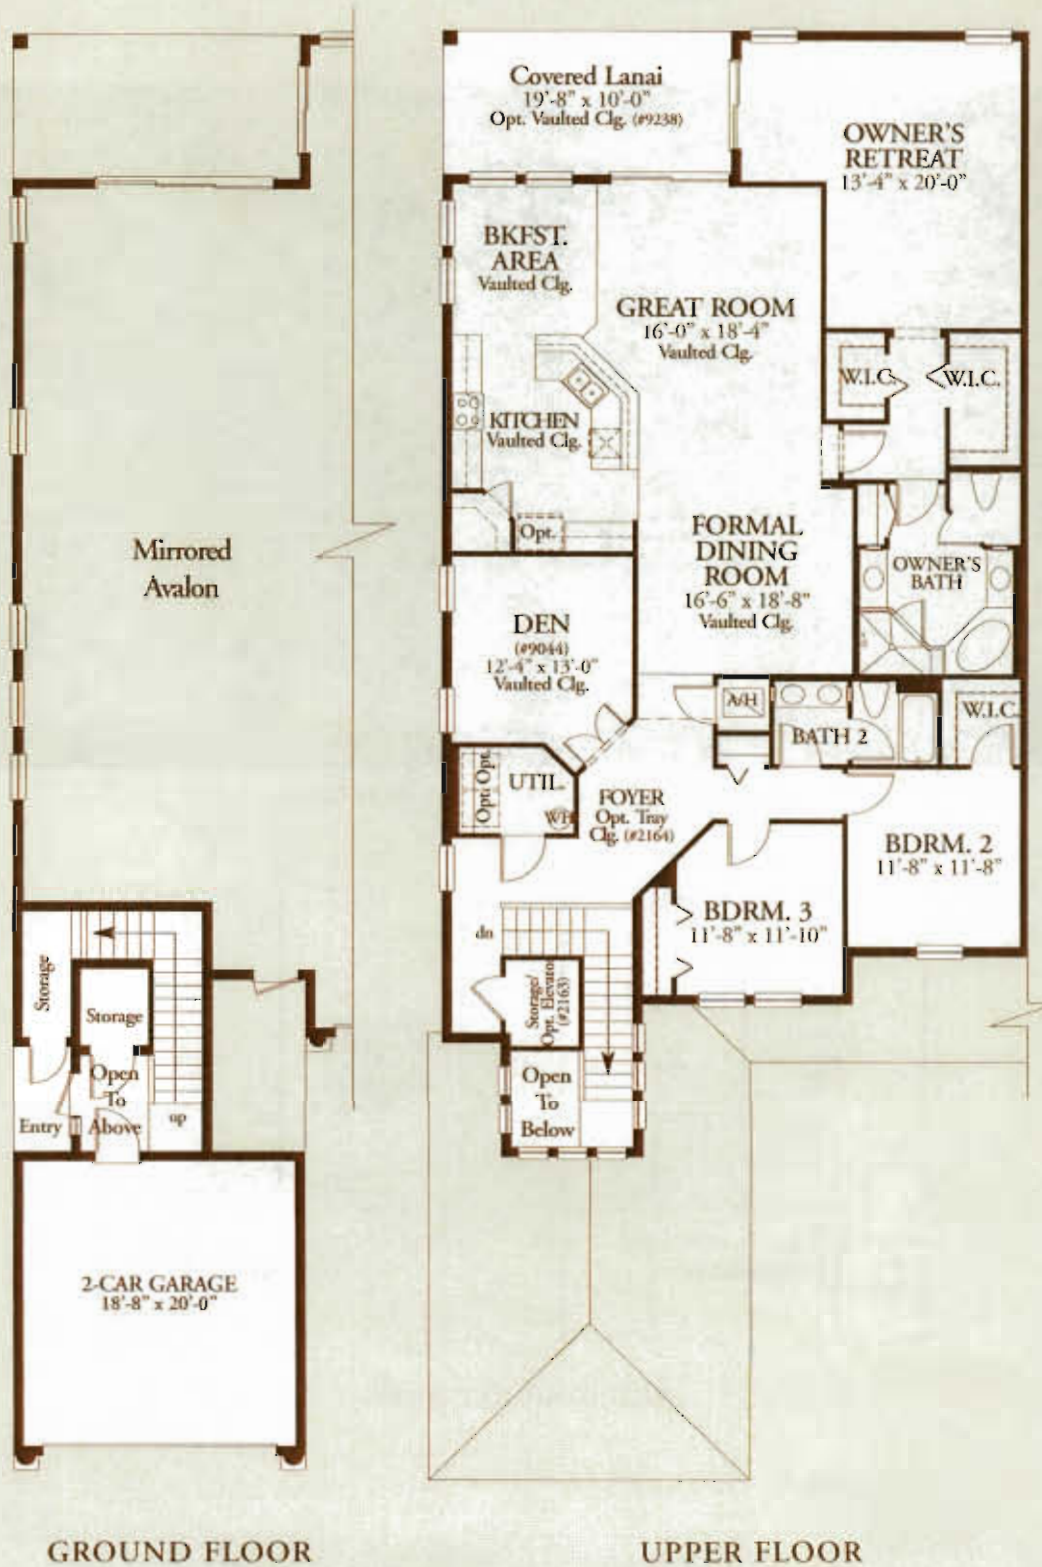 Mirrored
Avalon
Storage
Storage
Open
To
Above
up
Entry
2-CAR GARAGE
18'-8" x 20'-0"
GROUND FLOOR
Covered Lanai
19'-8" x 10'-0"
Opt. Vaulted Clg. (#9238)
OWNER'S
RETREAT
13'-4" x 20'-0"
BKFST.
AREA
Vaulted Clg.
GREAT ROOM
16'-0" x 18'-4"
Vaulted Clg.
W.I.C.
W.I.C.
KITCHEN
Vaulted Clg.
Opt.
FORMAL
DINING
ROOM
16'-6" x 18'-8"
Vaulted Clg.
OWNER'S
BATH
DEN
(#9044)
12'-4" x 13'-0"
Vaulted Clg.
A/H
BATH 2
W.I.C.
Opt.
Opt.
UTIL.
WH
FOYER
Opt. Tray
Clg. (#2164)
BDRM. 2
11'-8" x 11'-8"
BDRM. 3
11'-8" x 11'-10"
dn
Storage/
Opt. Elevato
(#2163)
Open
To
Below
UPPER FLOOR